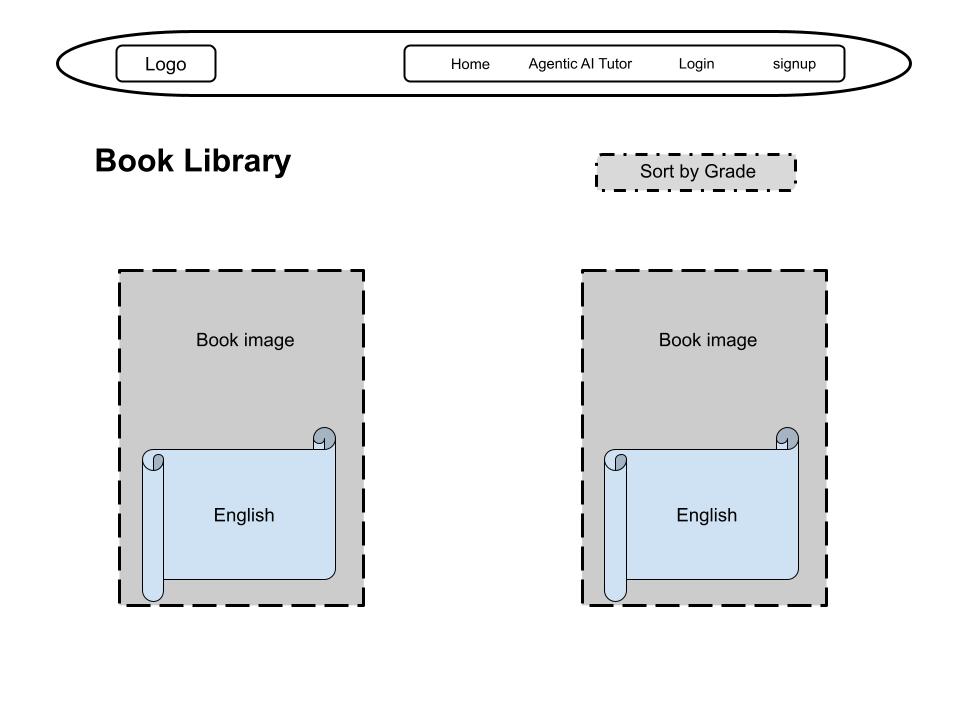 Logo
Home Agentic AI Tutor Login signup
Book Library
Sort by Grade
Book image Book image
English English